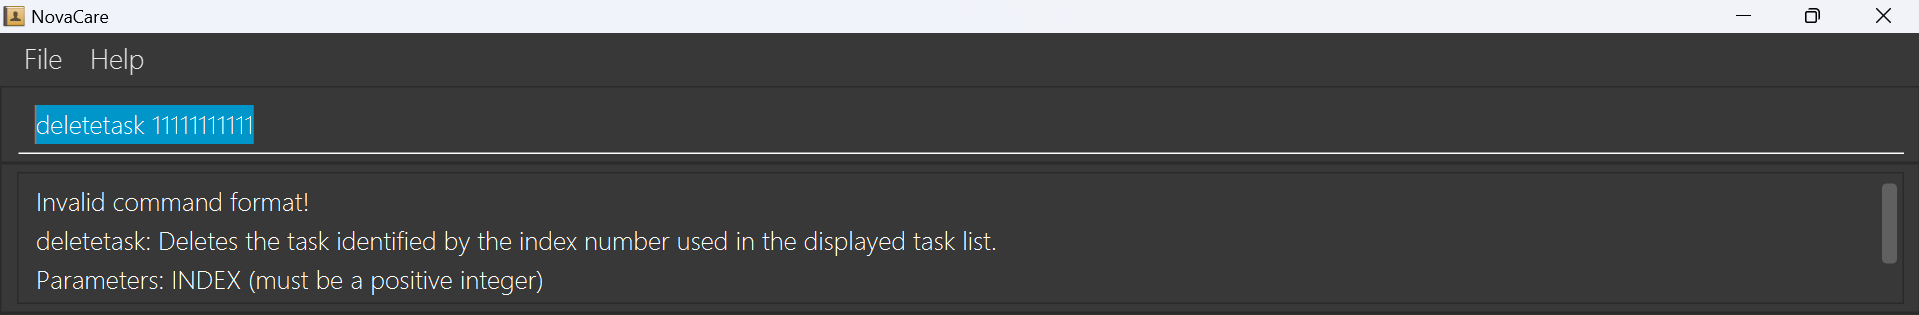 NovaCare
File Help
deletetask 11111111111
Invalid command format!
deletetask: Deletes the task identified by the index number used in the displayed task list.
Parameters: INDEX (must be a positive integer)